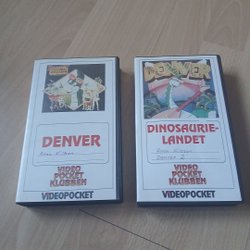 DENVER
VIDEO
POCKET
KLUBBEN
VIDEOPOCKET
DENVER
DINOSAURIE-
LANDET
VIDEO
POCKET
KLUBBEN
VIDEOPOCKET